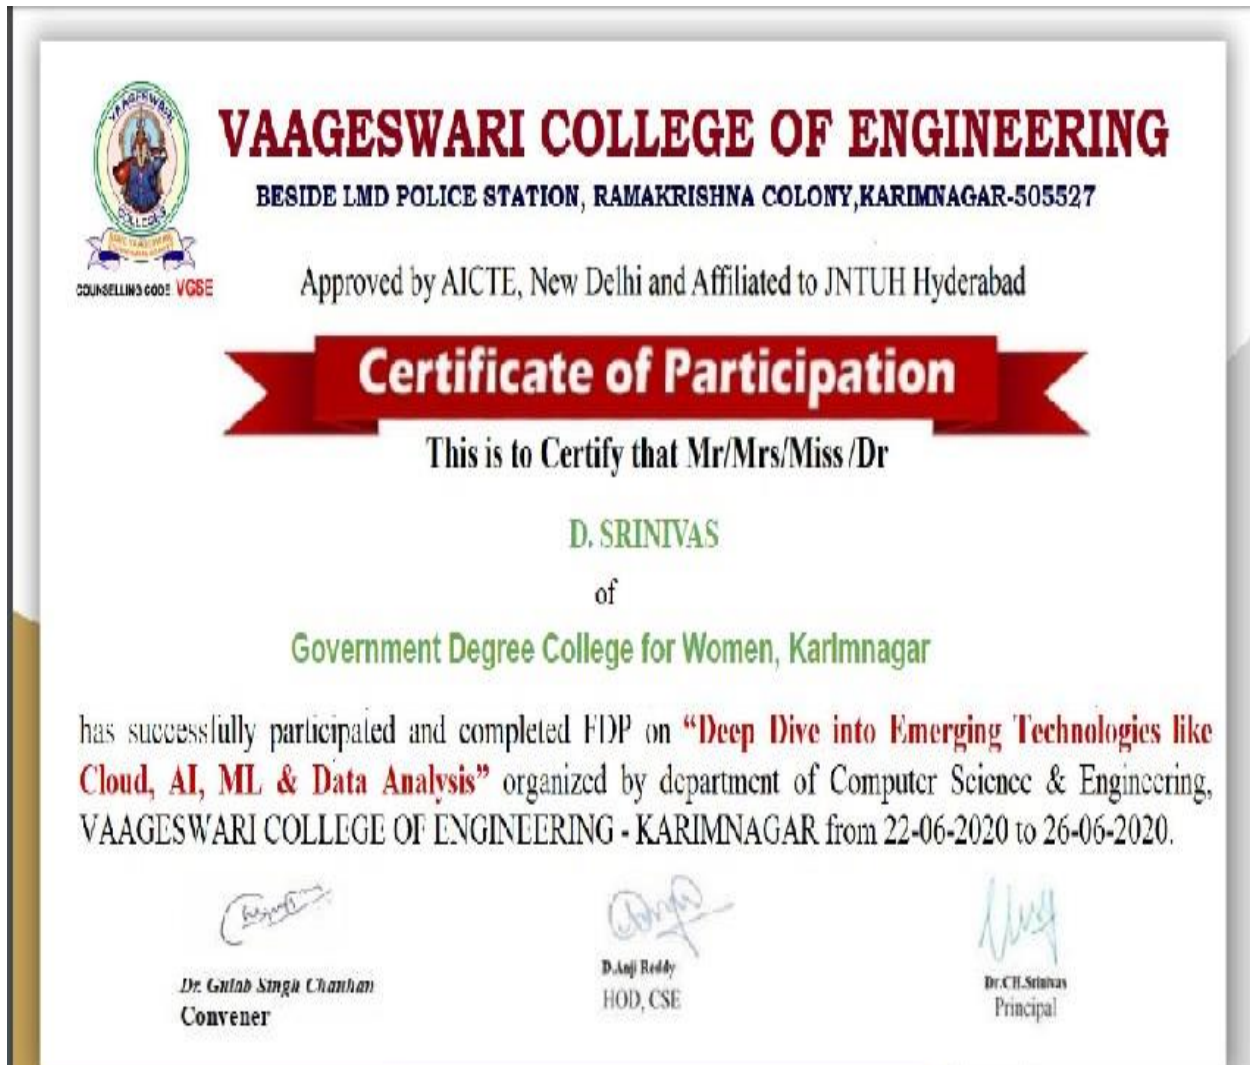 VAAGESWARI
COLLEGES
VAAGESWARI COLLEGE OF ENGINEERING
BESIDE LMD POLICE STATION, RAMAKRISHNA COLONY,KARIMNAGAR-505527
COUNSELLING CODE VGSE
Approved by AICTE, New Delhi and Affiliated to JNTUH Hyderabad
Certificate of Participation
This is to Certify that Mr/Mrs/Miss /Dr
D. SRINIVAS
of
Government Degree College for Women, Karimnagar
has successfully participated and completed FDP on “Deep Dive into Emerging Technologies like
Cloud, AI, ML & Data Analysis” organized by department of Computer Science & Engineering,
VAAGESWARI COLLEGE OF ENGINEERING - KARIMNAGAR from 22-06-2020 to 26-06-2020.
Dr. Gulab Singh Chauhan
Convener
D.Anji Reddy
HOD, CSE
Dr.CH.Srinivas
Principal